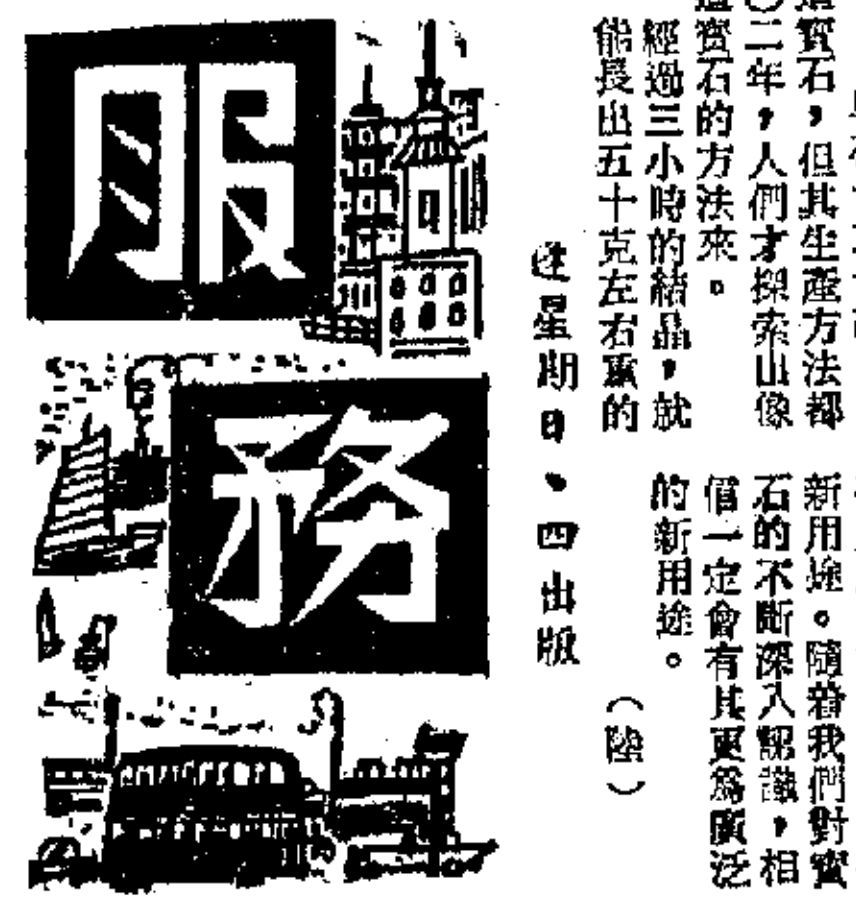 寶石，但其生產方法都
〇二年，人們才探索出像
寶石的方法來。
經過三小時的結晶，就
能長出五十克左右重的
新用途。隨着我們對寶
石的不斷深入認識，相
信一定會有其更爲廣泛
的新用途。
（陸）
逢星期日、四出版
服
務